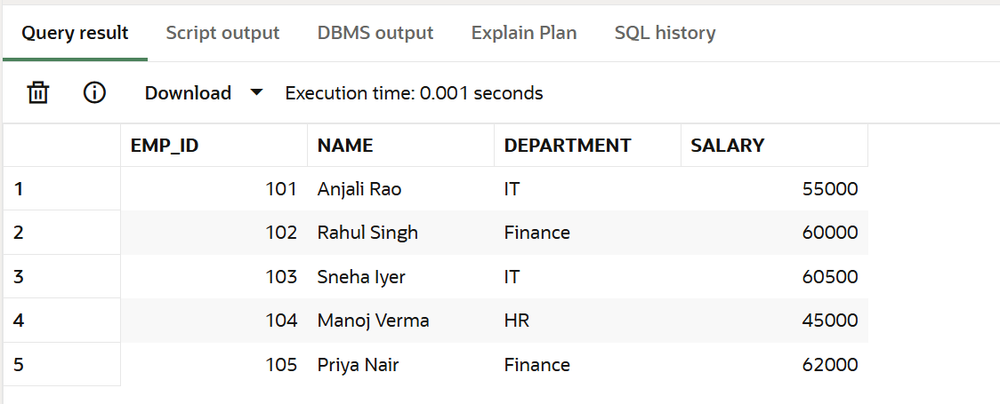 Query result Script output DBMS output Explain Plan SQL history
Download Execution time: 0.001 seconds
EMP_ID NAME DEPARTMENT SALARY
1 101 Anjali Rao IT 55000
2 102 Rahul Singh Finance 60000
3 103 Sneha Iyer IT 60500
4 104 Manoj Verma HR 45000
5 105 Priya Nair Finance 62000